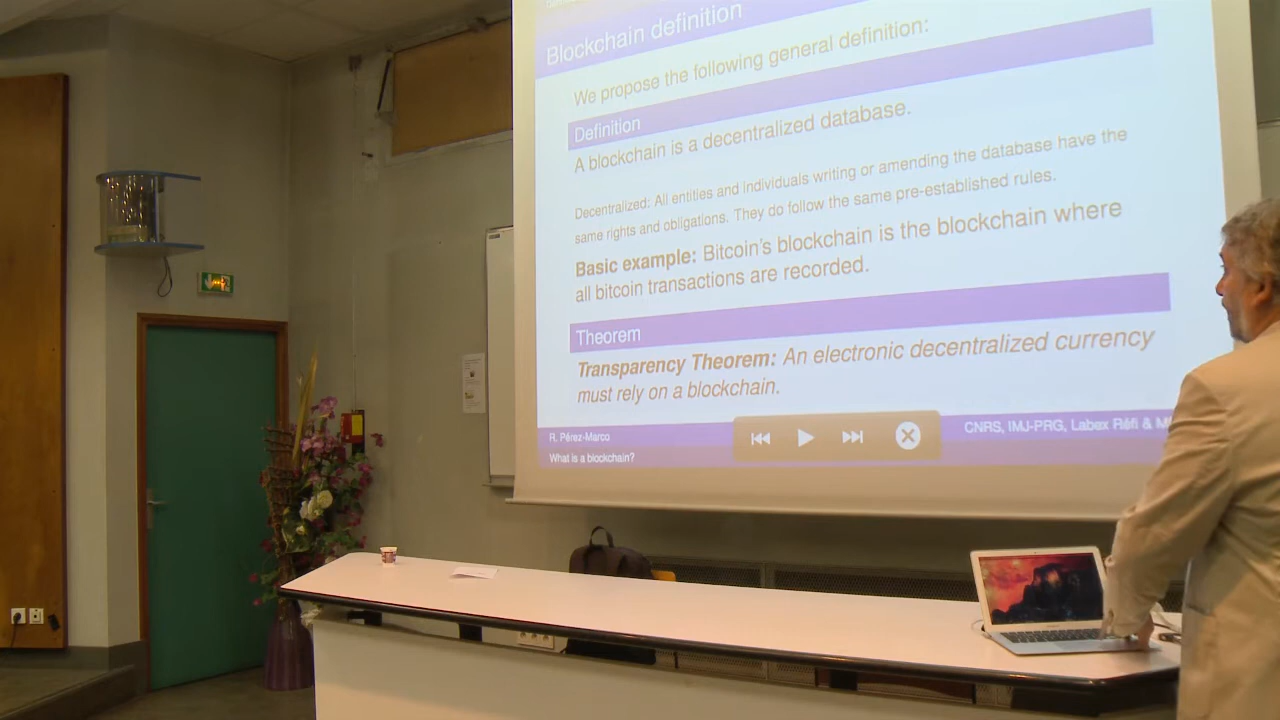 Blockchain definition
We propose the following general definition:
Definition
A blockchain is a decentralized database.
Decentralized: All entities and individuals writing or amending the database have the
same rights and obligations. They do follow the same pre-established rules.
Basic example: Bitcoin's blockchain is the blockchain where
all bitcoin transactions are recorded.
Theorem
Transparency Theorem: An electronic decentralized currency
must rely on a blockchain.
R. Pérez-Marco
CNRS, IMJ-PRG, Labex Réfi &
What is a blockchain?